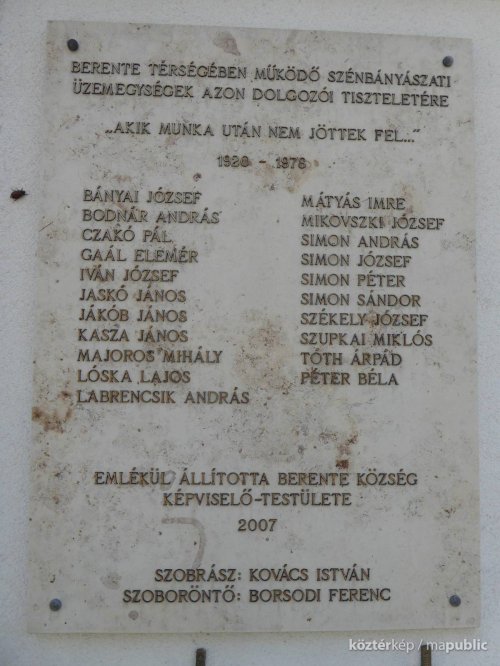 BERENTE TÉRSÉGÉBEN MŰKÖDŐ SZÉNBÁNYÁSZATI
ÜZEMEGYSÉGEK AZON DOLGOZÓI TISZTELETÉRE
„AKIK MUNKA UTÁN NEM JÖTTEK FEL..."
1926 - 1976
BÁNYAI JÓZSEF
BODNÁR ANDRÁS
CZAKÓ PÁL
GAÁL ELEMÉR
IVÁN JÓZSEF
JASKÓ JÁNOS
JÁKÓB JÁNOS
KASZA JÁNOS
MAJOROS MIHÁLY
LÓSKA LAJOS
LABRENCSIK ANDRÁS
MÁTYÁS IMRE
MIKOVSZKI JÓZSEF
SIMON ANDRÁS
SIMON JÓZSEF
SIMON PÉTER
SIMON SÁNDOR
SZÉKELY JÓZSEF
SZUPKAI MIKLÓS
TÓTH ÁRPÁD
PÉTER BÉLA
EMLÉKÜL ÁLLÍTOTTA BERENTE KÖZSÉG
KÉPVISELŐ-TESTÜLETE
2007
SZOBRÁSZ: KOVÁCS ISTVÁN
SZOBORÖNTŐ: BORSODI FERENC
köztérkép / mapublic